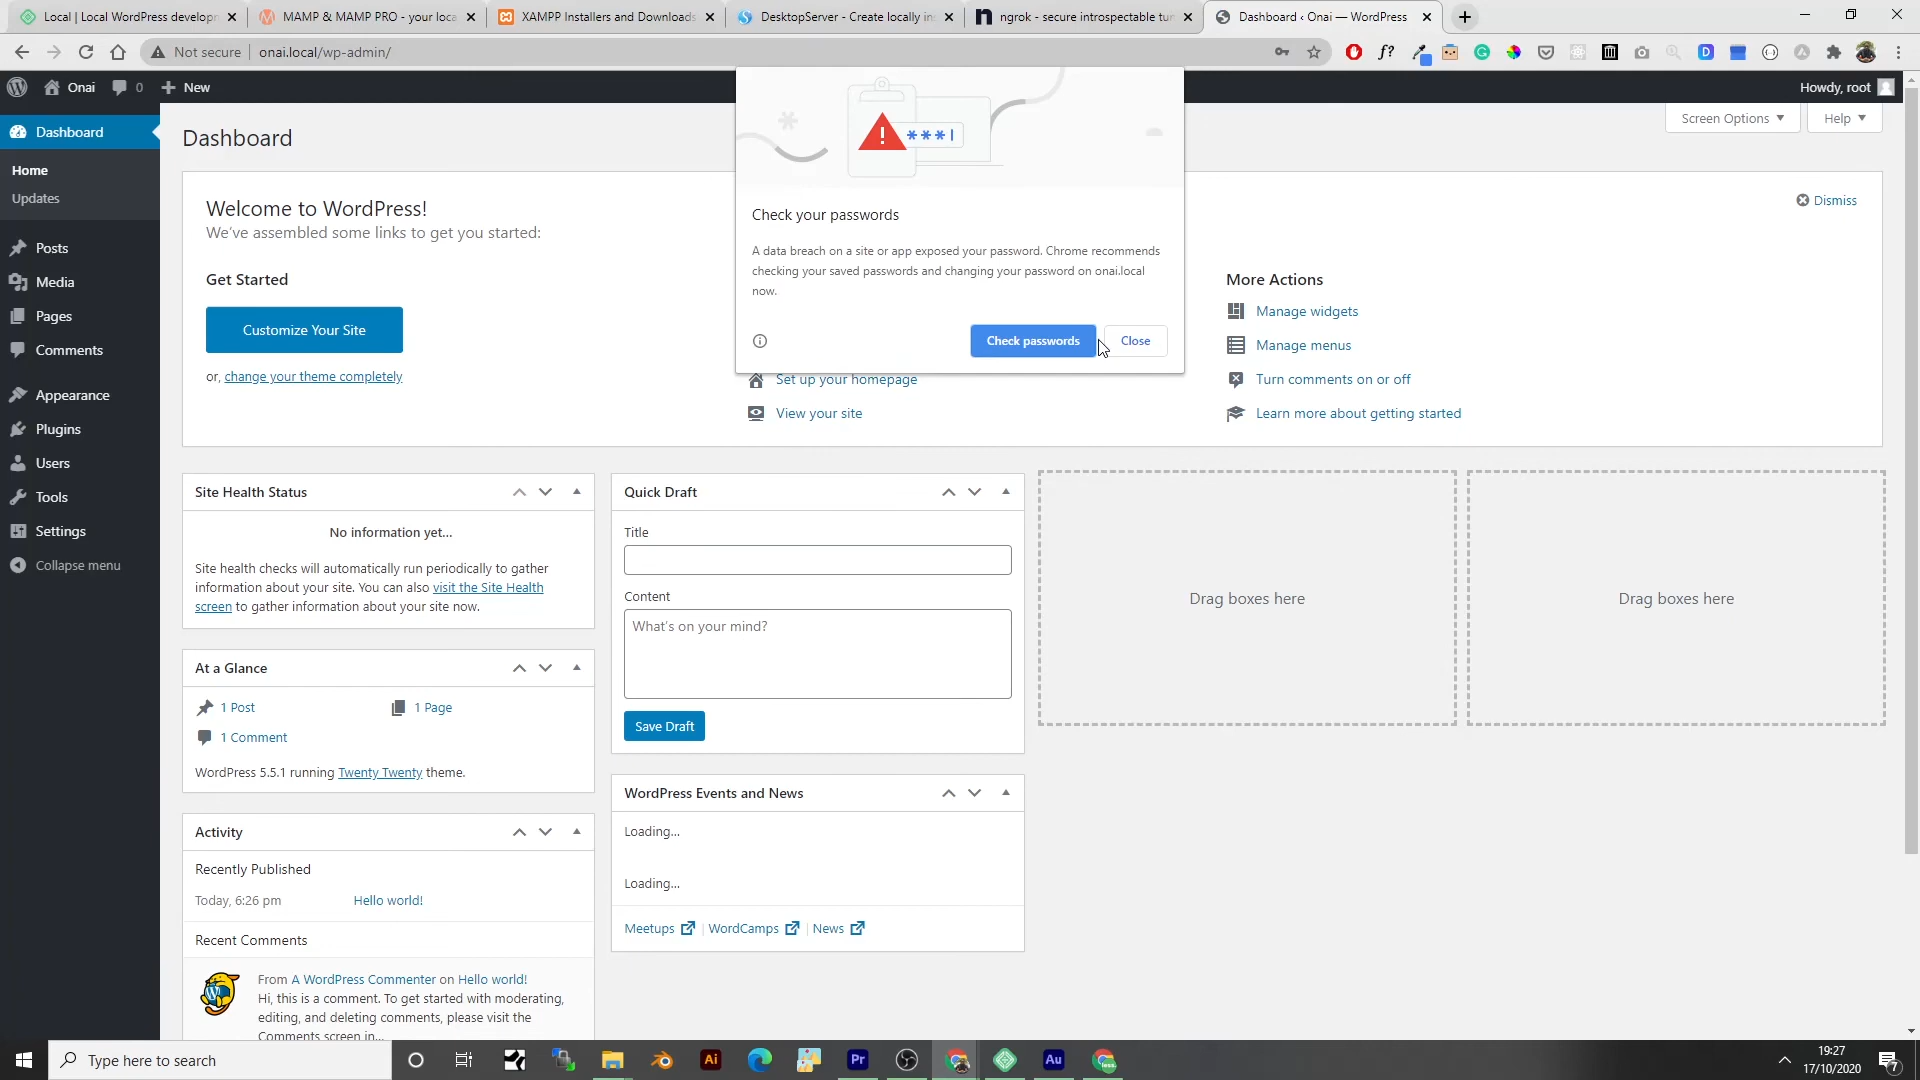 Local | Local WordPress developm
MAMP & MAMP PRO - your loca
XAMPP Installers and Downloads
DesktopServer - Create locally in
ngrok - secure introspectable tun
Dashboard ‹ Onai — WordPress
Not secure
onai.local/wp-admin/
Onai
0
New
Howdy, root
Dashboard
Home
Updates
Posts
Media
Pages
Comments
Appearance
Plugins
Users
Tools
Settings
Collapse menu
Dashboard
Screen Options
Help
Welcome to WordPress!
We've assembled some links to get you started:
Dismiss
Get Started
Customize Your Site
or, change your theme completely
Check your passwords
A data breach on a site or app exposed your password. Chrome recommends
checking your saved passwords and changing your password on onai.local
now.
Check passwords
Close
Set up your homepage
View your site
More Actions
Manage widgets
Manage menus
Turn comments on or off
Learn more about getting started
Site Health Status
No information yet...
Site health checks will automatically run periodically to gather
information about your site. You can also visit the Site Health
screen to gather information about your site now.
At a Glance
1 Post
1 Page
1 Comment
WordPress 5.5.1 running Twenty Twenty theme.
Activity
Recently Published
Today, 6:26 pm
Hello world!
Recent Comments
From A WordPress Commenter on Hello world!
Hi, this is a comment. To get started with moderating,
editing, and deleting comments, please visit the
Comments screen in...
Quick Draft
Title
Content
What's on your mind?
Save Draft
WordPress Events and News
Loading...
Loading...
Meetups
WordCamps
News
Drag boxes here
Drag boxes here
Type here to search
Ai
Pr
Au
19:27
17/10/2020
7